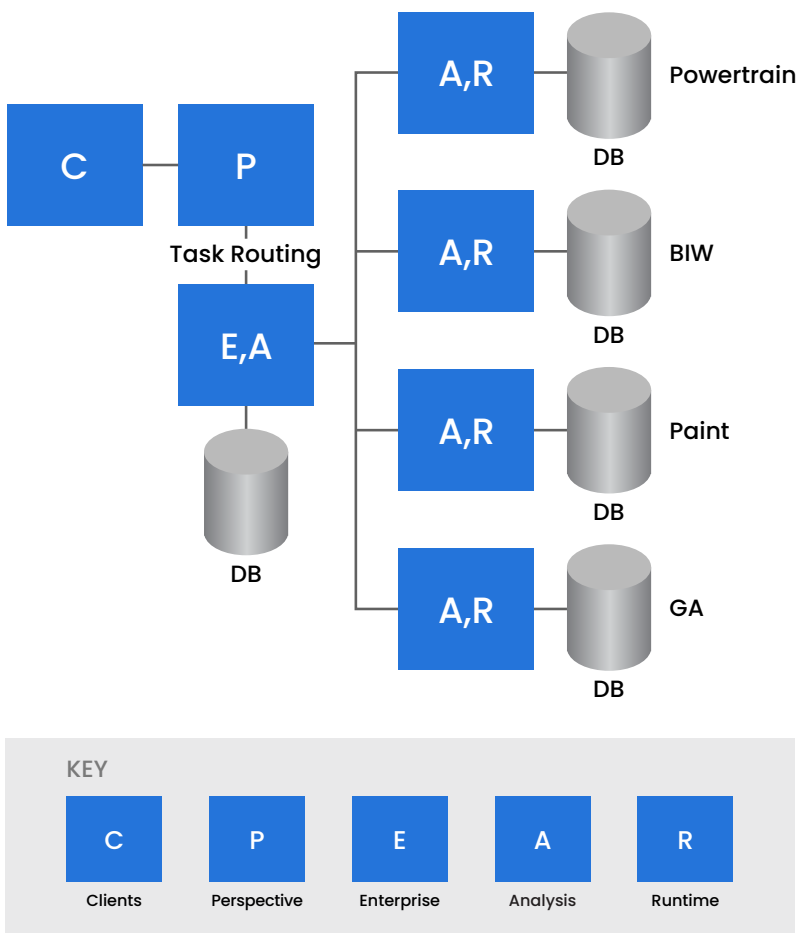 A,R
Powertrain
DB
C
P
Task Routing
A,R
BIW
DB
E,A
DB
A,R
Paint
DB
A,R
GA
DB
KEY
C
P
E
A
R
Clients
Perspective
Enterprise
Analysis
Runtime